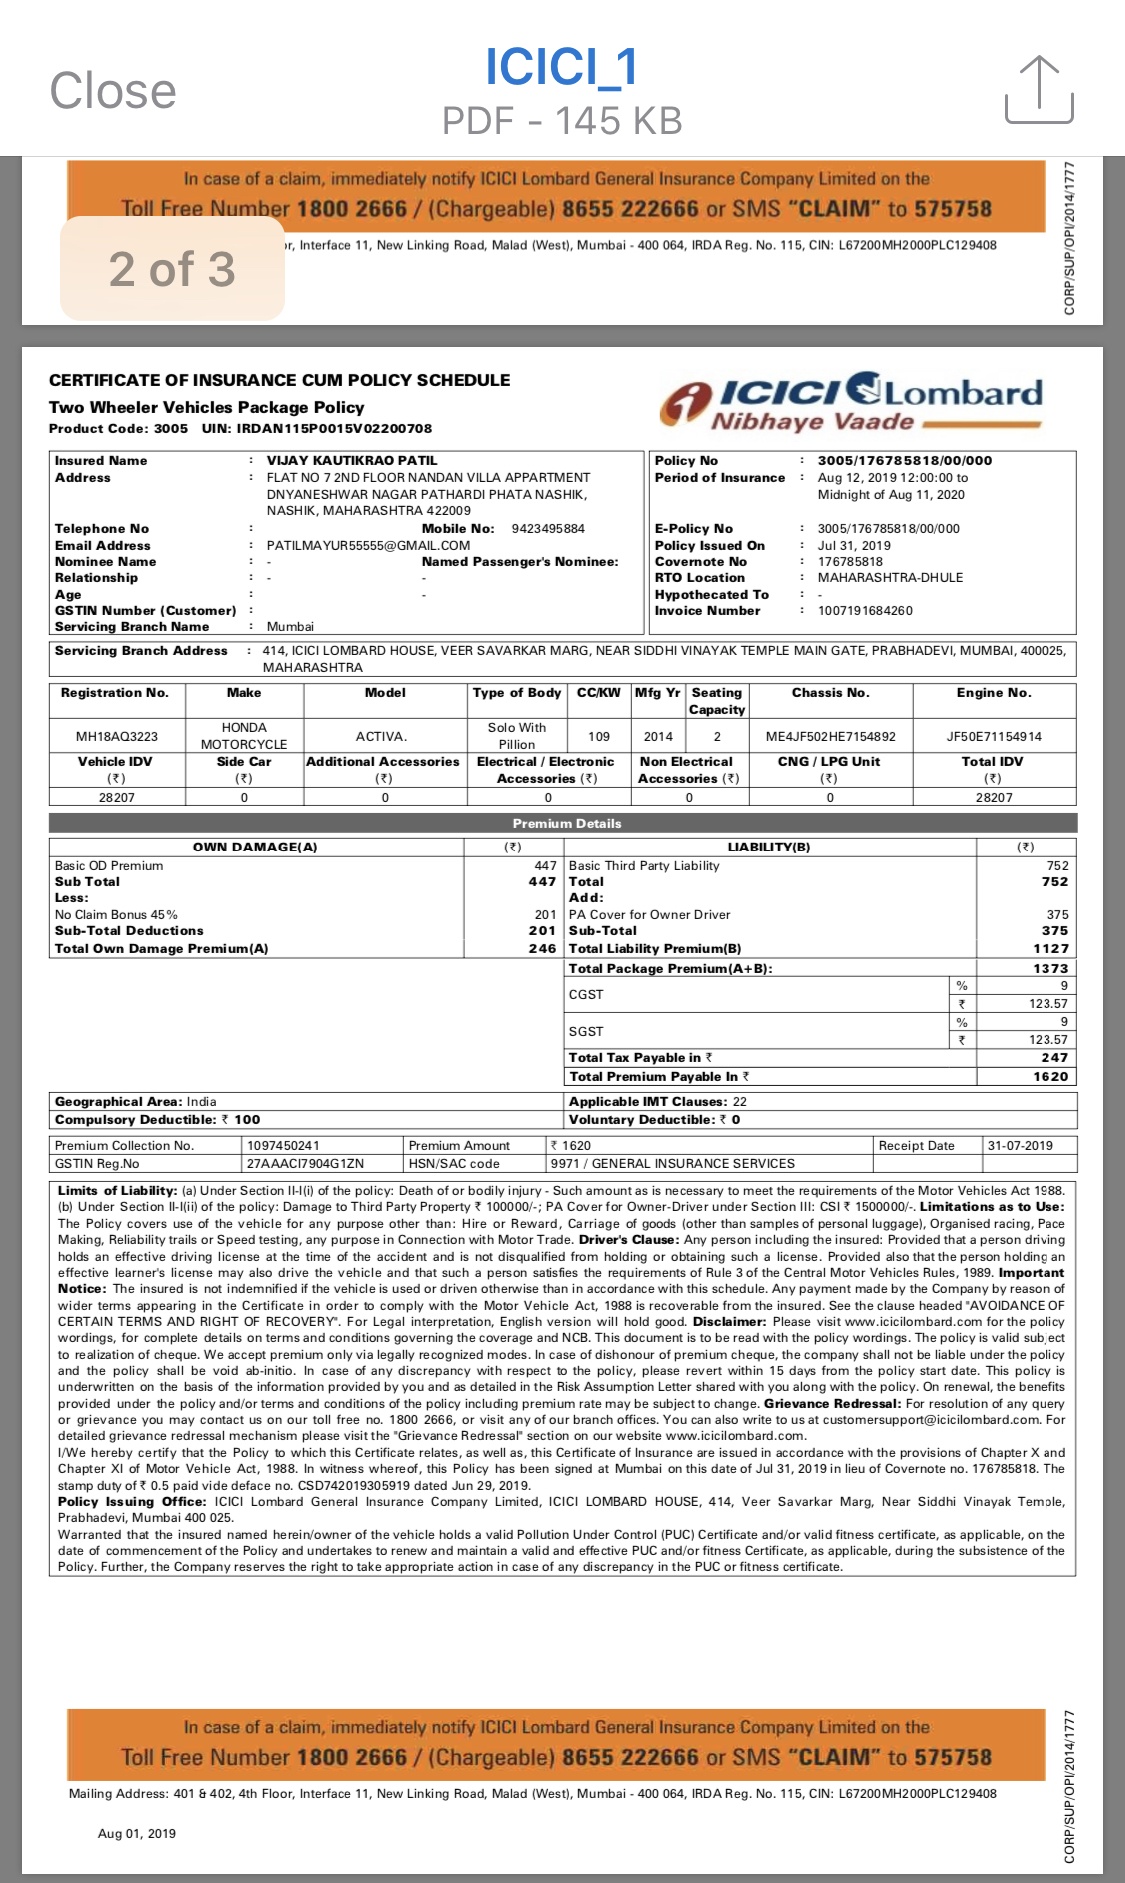 Close
ICICI_1
PDF - 145 KB
In case of a claim, immediately notify ICICI Lombard General Insurance Company Limited on the
Toll Free Number 1800 2666 / (Chargeable) 8655 222666 or SMS “CLAIM” to 575758
Interface 11, New Linking Road, Malad (West), Mumbai - 400 064, IRDA Reg. No. 115, CIN: L67200MH2000PLC129408
CORP/SUP/OPI/2014/1777
2 of 3
CERTIFICATE OF INSURANCE CUM POLICY SCHEDULE
Two Wheeler Vehicles Package Policy
Product Code: 3005 UIN: IRDAN115P0015V02200708
ICICI Lombard
Nibhaye Vaade
Insured Name : VIJAY KAUTIKRAO PATIL
Address : FLAT NO 7 2ND FLOOR NANDAN VILLA APPARTMENT
DNYANESHWAR NAGAR PATHARDI PHATA NASHIK,
NASHIK, MAHARASHTRA 422009
Telephone No : Mobile No: 9423495884
Email Address : PATILMAYUR55555@GMAIL.COM
Nominee Name : - Named Passenger's Nominee:
Relationship : - -
Age : -
GSTIN Number (Customer) :
Servicing Branch Name : Mumbai
Policy No : 3005/176785818/00/000
Period of Insurance : Aug 12, 2019 12:00:00 to
Midnight of Aug 11, 2020
E-Policy No : 3005/176785818/00/000
Policy Issued On : Jul 31, 2019
Covernote No : 176785818
RTO Location : MAHARASHTRA-DHULE
Hypothecated To : -
Invoice Number : 1007191684260
Servicing Branch Address : 414, ICICI LOMBARD HOUSE, VEER SAVARKAR MARG, NEAR SIDDHI VINAYAK TEMPLE MAIN GATE, PRABHADEVI, MUMBAI, 400025,
MAHARASHTRA
Registration No. Make Model Type of Body CC/KW Mfg Yr Seating Capacity Chassis No. Engine No.
MH18AQ3223 HONDA MOTORCYCLE ACTIVA. Solo With Pillion 109 2014 2 ME4JF502HE7154892 JF50E71154914
Vehicle IDV (₹) Side Car (₹) Additional Accessories (₹) Electrical / Electronic Accessories (₹) Non Electrical Accessories (₹) CNG / LPG Unit (₹) Total IDV (₹)
28207 0 0 0 0 0 28207
Premium Details
OWN DAMAGE(A) (₹) LIABILITY(B) (₹)
Basic OD Premium 447 Basic Third Party Liability 752
Sub Total 447 Total 752
Less: Add:
No Claim Bonus 45% 201 PA Cover for Owner Driver 375
Sub-Total Deductions 201 Sub-Total 375
Total Own Damage Premium(A) 246 Total Liability Premium(B) 1127
Total Package Premium(A+B): 1373
CGST % 9
₹ 123.57
SGST % 9
₹ 123.57
Total Tax Payable in ₹ 247
Total Premium Payable In ₹ 1620
Geographical Area: India Applicable IMT Clauses: 22
Compulsory Deductible: ₹ 100 Voluntary Deductible: ₹ 0
Premium Collection No. 1097450241 Premium Amount ₹ 1620 Receipt Date 31-07-2019
GSTIN Reg.No 27AAACI7904G1ZN HSN/SAC code 9971 / GENERAL INSURANCE SERVICES
Limits of Liability: (a) Under Section II-I(i) of the policy: Death of or bodily injury - Such amount as is necessary to meet the requirements of the Motor Vehicles Act 1988.
(b) Under Section II-I(ii) of the policy: Damage to Third Party Property ₹ 100000/-; PA Cover for Owner-Driver under Section III: CSI ₹ 1500000/-. Limitations as to Use:
The Policy covers use of the vehicle for any purpose other than: Hire or Reward, Carriage of goods (other than samples of personal luggage), Organised racing, Pace
Making, Reliability trails or Speed testing, any purpose in Connection with Motor Trade. Driver's Clause: Any person including the insured: Provided that a person driving
holds an effective driving license at the time of the accident and is not disqualified from holding or obtaining such a license. Provided also that the person holding an
effective learner's license may also drive the vehicle and that such a person satisfies the requirements of Rule 3 of the Central Motor Vehicles Rules, 1989. Important
Notice: The insured is not indemnified if the vehicle is used or driven otherwise than in accordance with this schedule. Any payment made by the Company by reason of
wider terms appearing in the Certificate in order to comply with the Motor Vehicle Act, 1988 is recoverable from the insured. See the clause headed "AVOIDANCE OF
CERTAIN TERMS AND RIGHT OF RECOVERY". For Legal interpretation, English version will hold good. Disclaimer: Please visit www.icicilombard.com for the policy
wordings, for complete details on terms and conditions governing the coverage and NCB. This document is to be read with the policy wordings. The policy is valid subject
to realization of cheque. We accept premium only via legally recognized modes. In case of dishonour of premium cheque, the company shall not be liable under the policy
and the policy shall be void ab-initio. In case of any discrepancy with respect to the policy, please revert within 15 days from the policy start date. This policy is
underwritten on the basis of the information provided by you and as detailed in the Risk Assumption Letter shared with you along with the policy. On renewal, the benefits
provided under the policy and/or terms and conditions of the policy including premium rate may be subject to change. Grievance Redressal: For resolution of any query
or grievance you may contact us on our toll free no. 1800 2666, or visit any of our branch offices. You can also write to us at customersupport@icicilombard.com. For
detailed grievance redressal mechanism please visit the "Grievance Redressal" section on our website www.icicilombard.com.
I/We hereby certify that the Policy to which this Certificate relates, as well as, this Certificate of Insurance are issued in accordance with the provisions of Chapter X and
Chapter XI of Motor Vehicle Act, 1988. In witness whereof, this Policy has been signed at Mumbai on this date of Jul 31, 2019 in lieu of Covernote no. 176785818. The
stamp duty of ₹ 0.5 paid vide deface no. CSD742019305919 dated Jun 29, 2019.
Policy Issuing Office: ICICI Lombard General Insurance Company Limited, ICICI LOMBARD HOUSE, 414, Veer Savarkar Marg, Near Siddhi Vinayak Temple,
Prabhadevi, Mumbai 400 025.
Warranted that the insured named herein/owner of the vehicle holds a valid Pollution Under Control (PUC) Certificate and/or valid fitness certificate, as applicable, on the
date of commencement of the Policy and undertakes to renew and maintain a valid and effective PUC and/or fitness Certificate, as applicable, during the subsistence of the
Policy. Further, the Company reserves the right to take appropriate action in case of any discrepancy in the PUC or fitness certificate.
In case of a claim, immediately notify ICICI Lombard General Insurance Company Limited on the
Toll Free Number 1800 2666 / (Chargeable) 8655 222666 or SMS “CLAIM” to 575758
Mailing Address: 401 & 402, 4th Floor, Interface 11, New Linking Road, Malad (West), Mumbai - 400 064, IRDA Reg. No. 115, CIN: L67200MH2000PLC129408
CORP/SUP/OPI/2014/1777
Aug 01, 2019